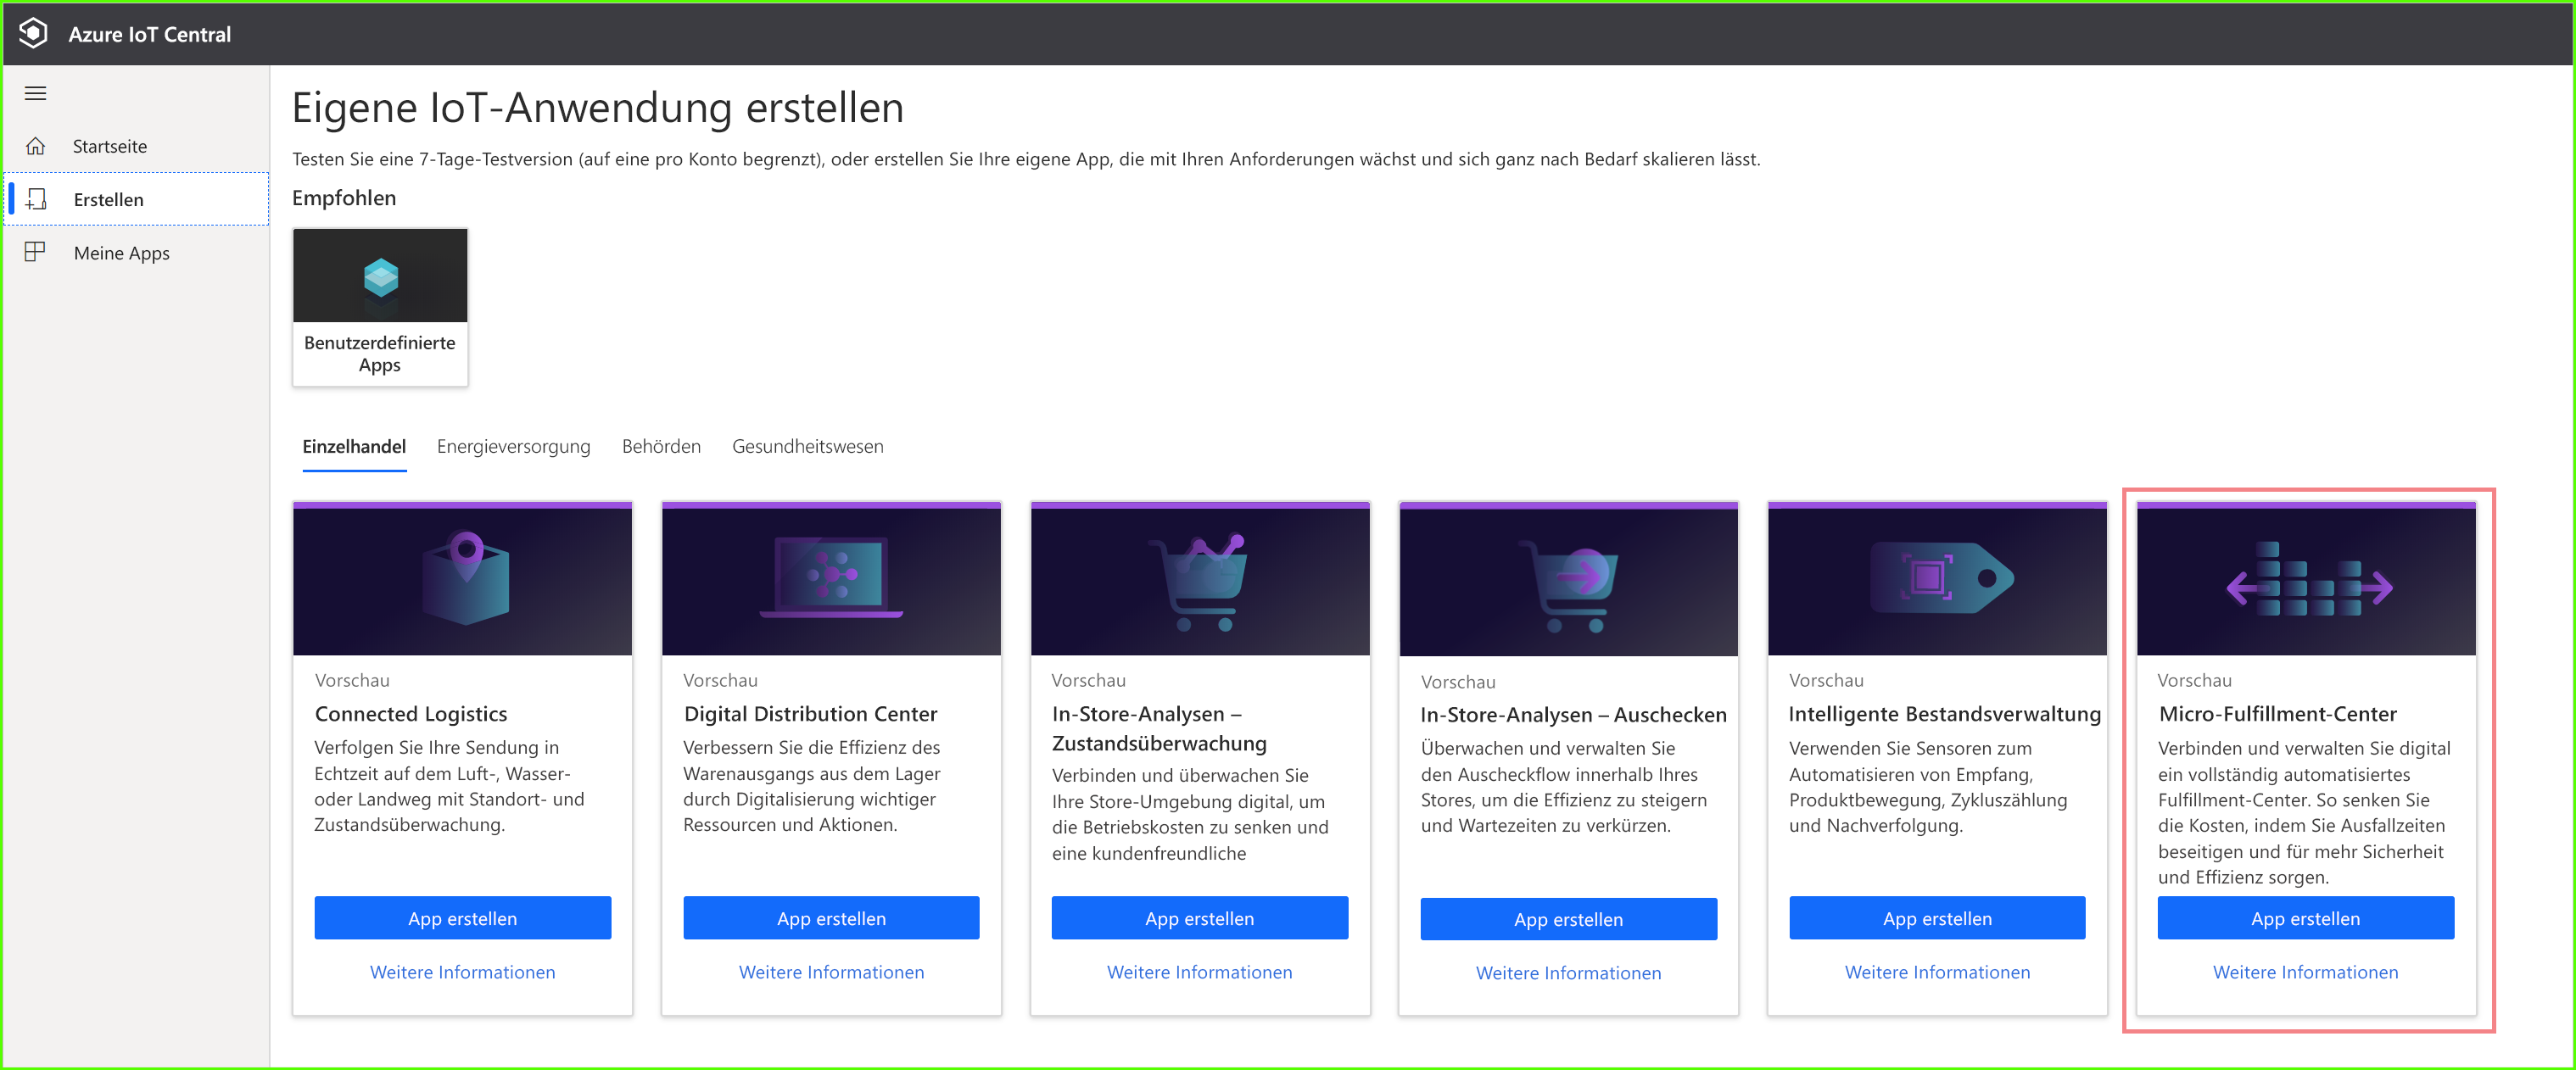 Azure IoT Central
Startseite
Erstellen
Meine Apps
Eigene IoT-Anwendung erstellen
Testen Sie eine 7-Tage-Testversion (auf eine pro Konto begrenzt), oder erstellen Sie Ihre eigene App, die mit Ihren Anforderungen wächst und sich ganz nach Bedarf skalieren lässt.
Empfohlen
Benutzerdefinierte
Apps
Einzelhandel
Energieversorgung
Behörden
Gesundheitswesen
Vorschau
Connected Logistics
Verfolgen Sie Ihre Sendung in
Echtzeit auf dem Luft-, Wasser-
oder Landweg mit Standort- und
Zustandsüberwachung.
App erstellen
Weitere Informationen
Vorschau
Digital Distribution Center
Verbessern Sie die Effizienz des
Warenausgangs aus dem Lager
durch Digitalisierung wichtiger
Ressourcen und Aktionen.
App erstellen
Weitere Informationen
Vorschau
In-Store-Analysen –
Zustandsüberwachung
Verbinden und überwachen Sie
Ihre Store-Umgebung digital, um
die Betriebskosten zu senken und
eine kundenfreundliche
App erstellen
Weitere Informationen
Vorschau
In-Store-Analysen – Auschecken
Überwachen und verwalten Sie
den Auscheckflow innerhalb Ihres
Stores, um die Effizienz zu steigern
und Wartezeiten zu verkürzen.
App erstellen
Weitere Informationen
Vorschau
Intelligente Bestandsverwaltung
Verwenden Sie Sensoren zum
Automatisieren von Empfang,
Produktbewegung, Zykluszählung
und Nachverfolgung.
App erstellen
Weitere Informationen
Vorschau
Micro-Fulfillment-Center
Verbinden und verwalten Sie digital
ein vollständig automatisiertes
Fulfillment-Center. So senken Sie
die Kosten, indem Sie Ausfallzeiten
beseitigen und für mehr Sicherheit
und Effizienz sorgen.
App erstellen
Weitere Informationen